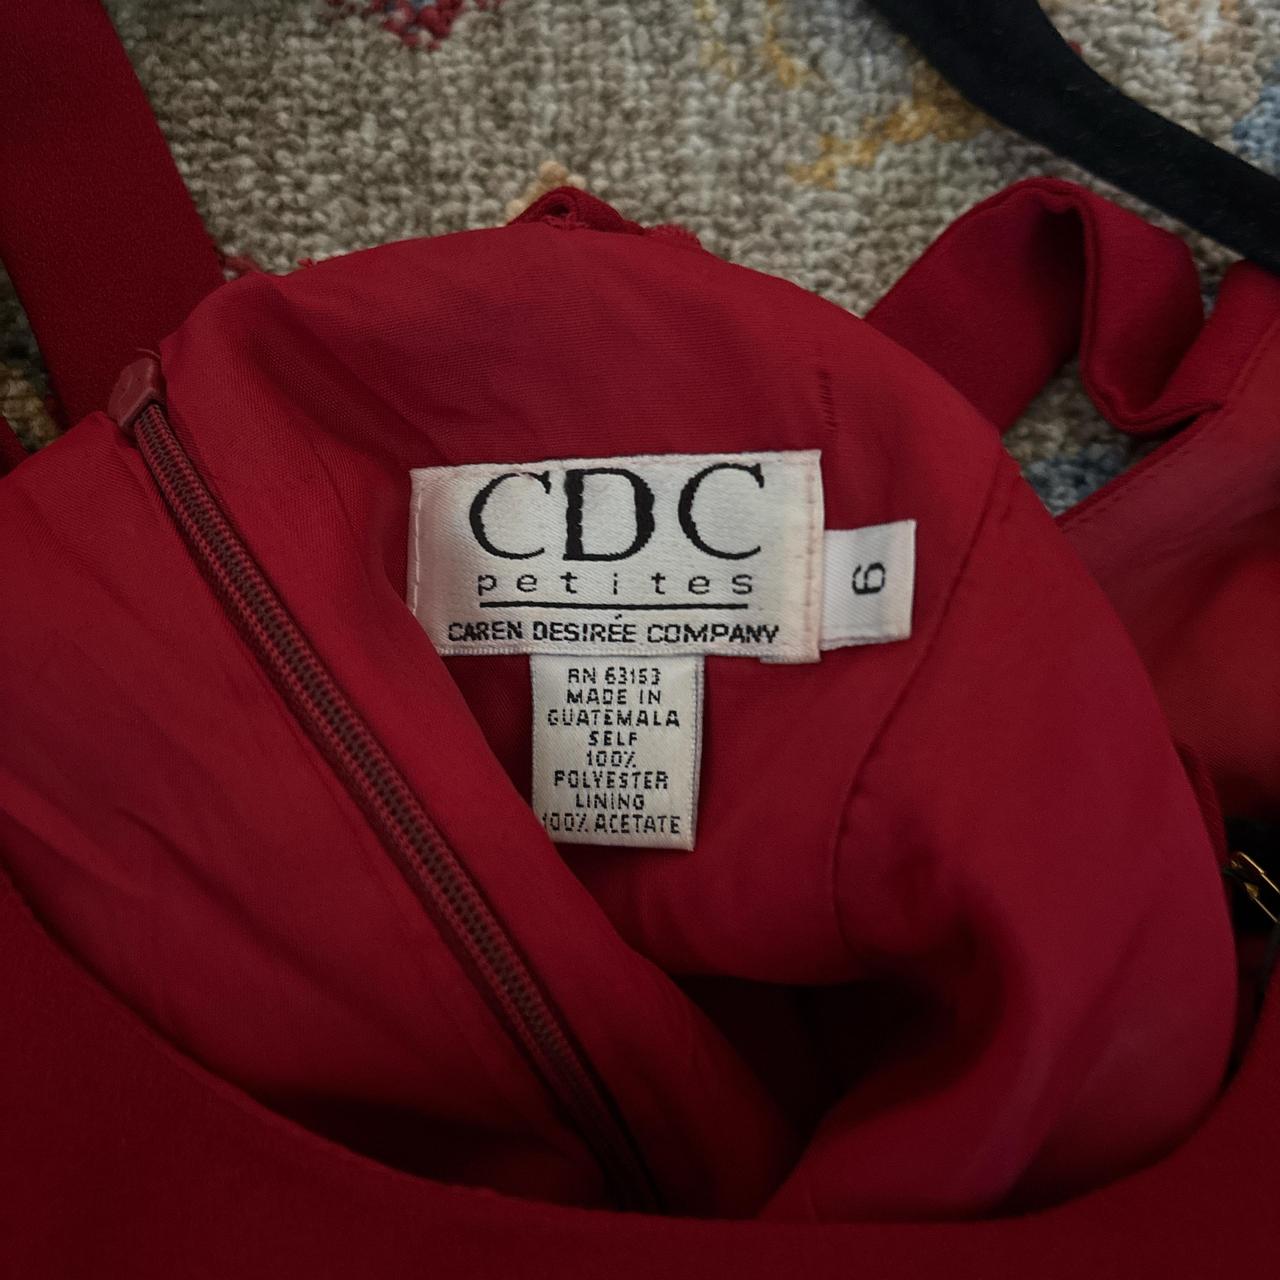 CDC
petites
CAREN DESIRÉE COMPANY
6
RN 63153
MADE IN
GUATEMALA
SELF
100%
POLYESTER
LINING
100% ACETATE